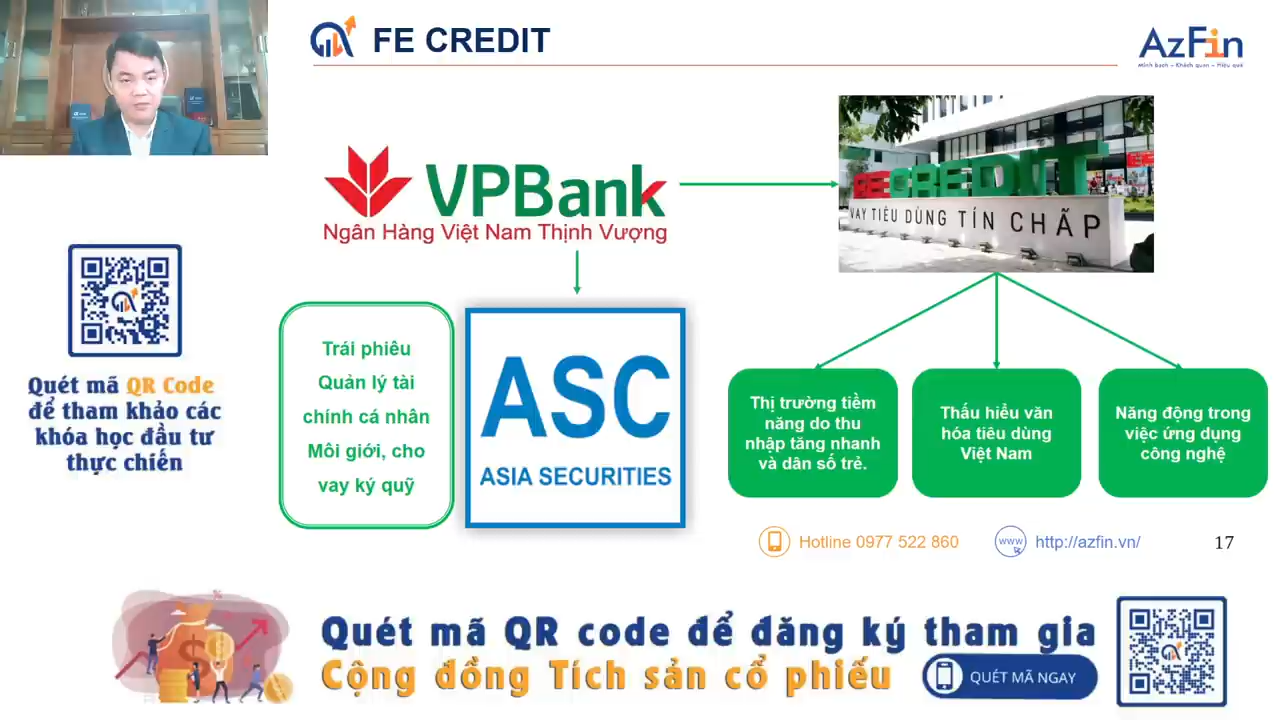 FE CREDIT
AzFin
Minh bạch – Khách quan – Hiệu quả
VPBank
Ngân Hàng Việt Nam Thịnh Vượng
FE CREDIT
VAY TIÊU DÙNG TÍN CHẤP
Quét mã QR Code
để tham khảo các
khóa học đầu tư
thực chiến
Trái phiêu
Quản lý tài
chính cá nhân
Môi giới, cho
vay ký quỹ
ASC
ASIA SECURITIES
Thị trường tiềm
năng do thu
nhập tăng nhanh
và dân số trẻ.
Thấu hiểu văn
hóa tiêu dùng
Việt Nam
Năng động trong
việc ứng dụng
công nghệ
Hotline 0977 522 860
www
http://azfin.vn/
17
Quét mã QR code để đăng ký tham gia
Cộng đồng Tích sản cổ phiếu
QUÉT MÃ NGAY